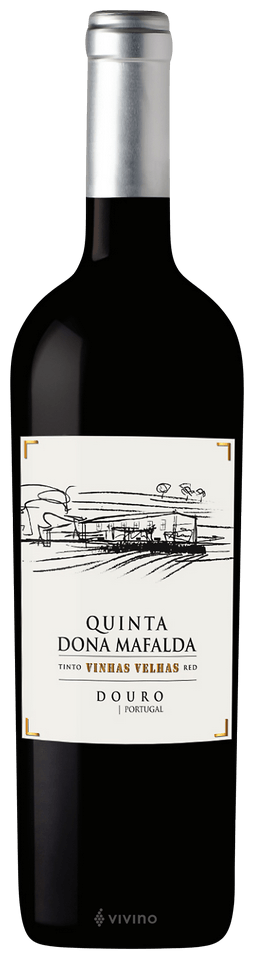 QUINTA
DONA MAFALDA
TINTO VINHAS VELHAS RED
DOURO
| PORTUGAL
vivino